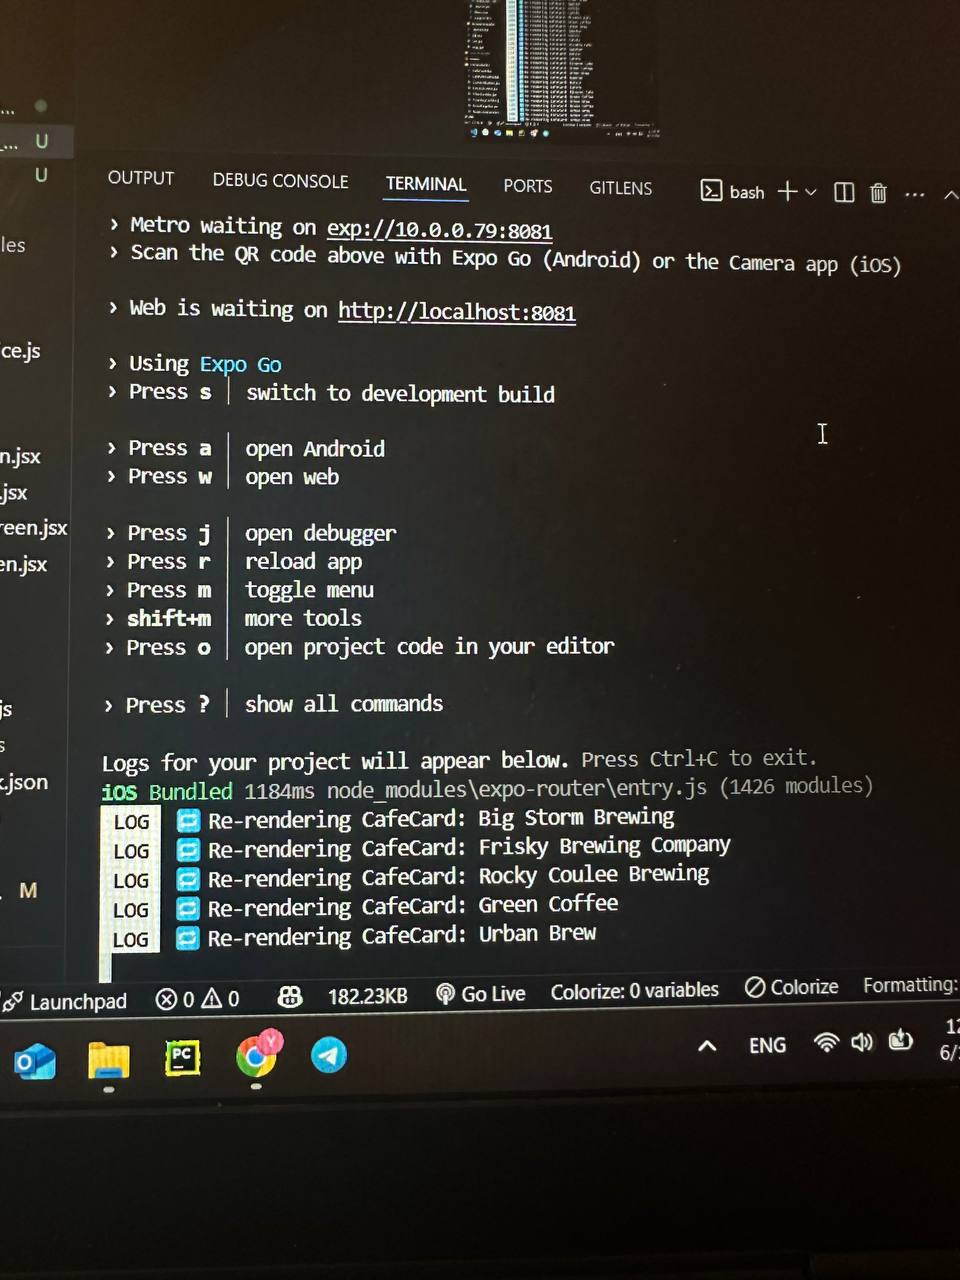 ... U
U
les
ce.js
n.jsx
.jsx
reen.jsx
en.jsx
js
s
.json
M
OUTPUT DEBUG CONSOLE TERMINAL PORTS GITLENS bash
› Metro waiting on exp://10.0.0.79:8081
› Scan the QR code above with Expo Go (Android) or the Camera app (iOS)
› Web is waiting on http://localhost:8081
› Using Expo Go
› Press s │ switch to development build
› Press a │ open Android
› Press w │ open web
› Press j │ open debugger
› Press r │ reload app
› Press m │ toggle menu
› shift+m │ more tools
› Press o │ open project code in your editor
› Press ? │ show all commands
Logs for your project will appear below. Press Ctrl+C to exit.
iOS Bundled 1184ms node_modules\expo-router\entry.js (1426 modules)
LOG 🔁 Re-rendering CafeCard: Big Storm Brewing
LOG 🔁 Re-rendering CafeCard: Frisky Brewing Company
LOG 🔁 Re-rendering CafeCard: Rocky Coulee Brewing
LOG 🔁 Re-rendering CafeCard: Green Coffee
LOG 🔁 Re-rendering CafeCard: Urban Brew
Launchpad 0 0 182.23KB Go Live Colorize: 0 variables Colorize Formatting:
PC ENG